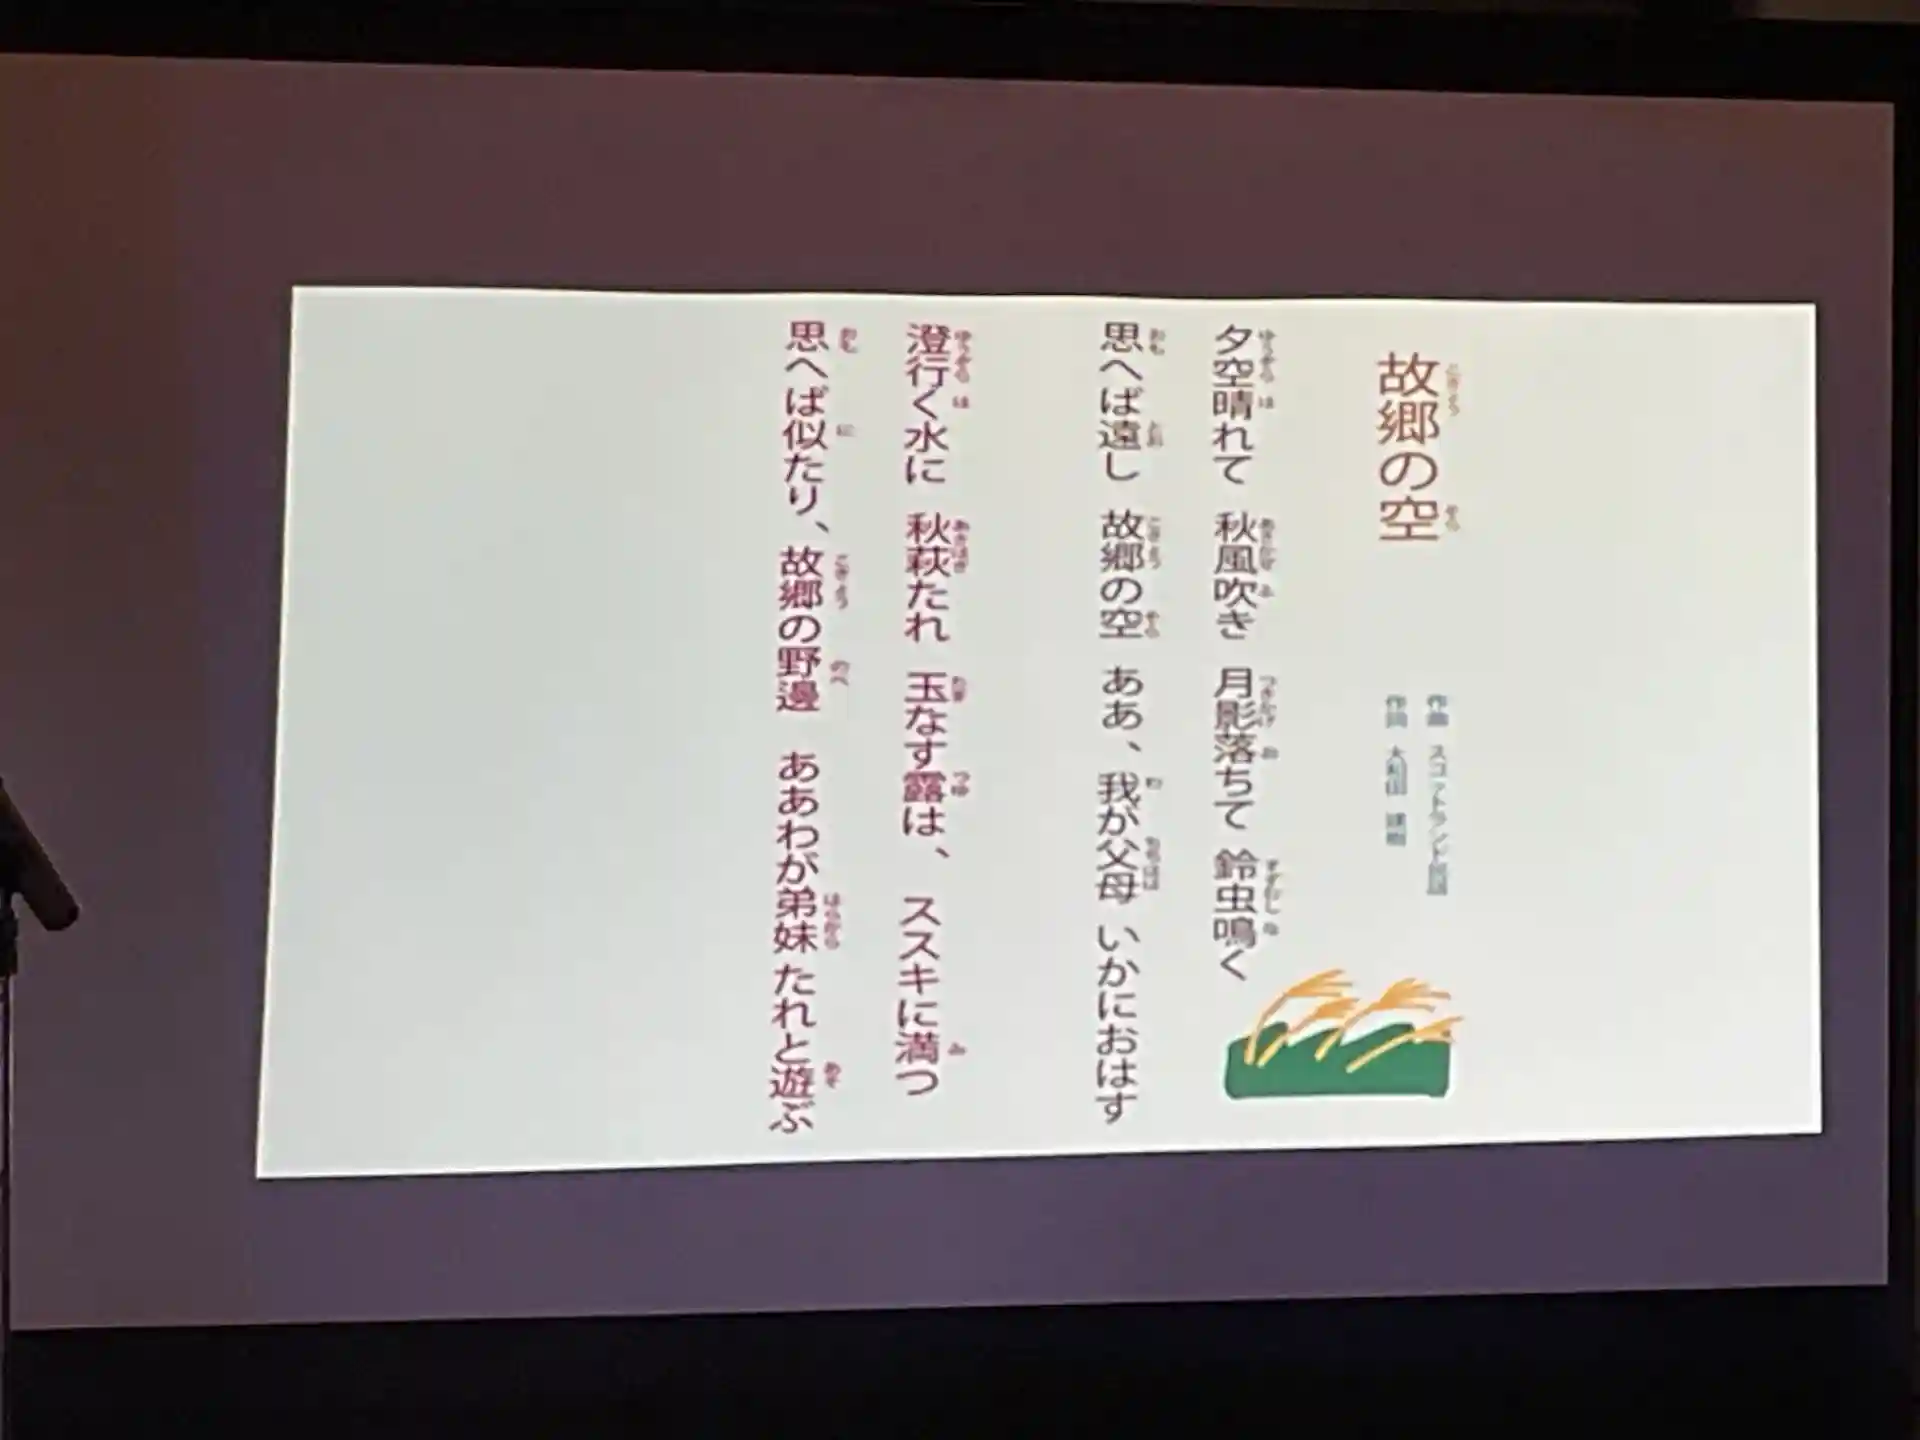 故郷の空
作曲 スコットランド民謡
作詞 大和田 建樹
夕空晴れて 秋風吹き 月影落ちて 鈴虫鳴く
思へば遠し 故郷の空 ああ、我が父母 いかにおはす
澄行く水に 秋萩たれ 玉なす露は、 ススキに満つ
思へば似たり、故郷の野邊 ああわが弟妹たれと遊ぶ